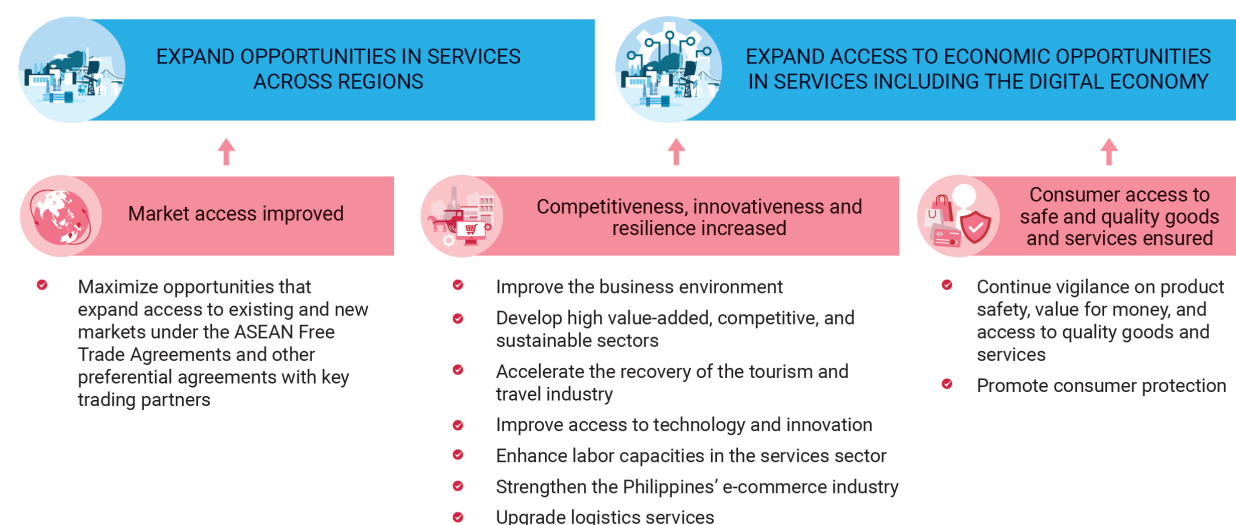 EXPAND OPPORTUNITIES IN SERVICES
ACROSS REGIONS
EXPAND ACCESS TO ECONOMIC OPPORTUNITIES
IN SERVICES INCLUDING THE DIGITAL ECONOMY
Market access improved
Maximize opportunities that
expand access to existing and new
markets under the ASEAN Free
Trade Agreements and other
preferential agreements with key
trading partners
Competitiveness, innovativeness and
resilience increased
Improve the business environment
Develop high value-added, competitive, and
sustainable sectors
Accelerate the recovery of the tourism and
travel industry
Improve access to technology and innovation
Enhance labor capacities in the services sector
Strengthen the Philippines’ e-commerce industry
Upgrade logistics services
Consumer access to
safe and quality goods
and services ensured
Continue vigilance on product
safety, value for money, and
access to quality goods and
services
Promote consumer protection